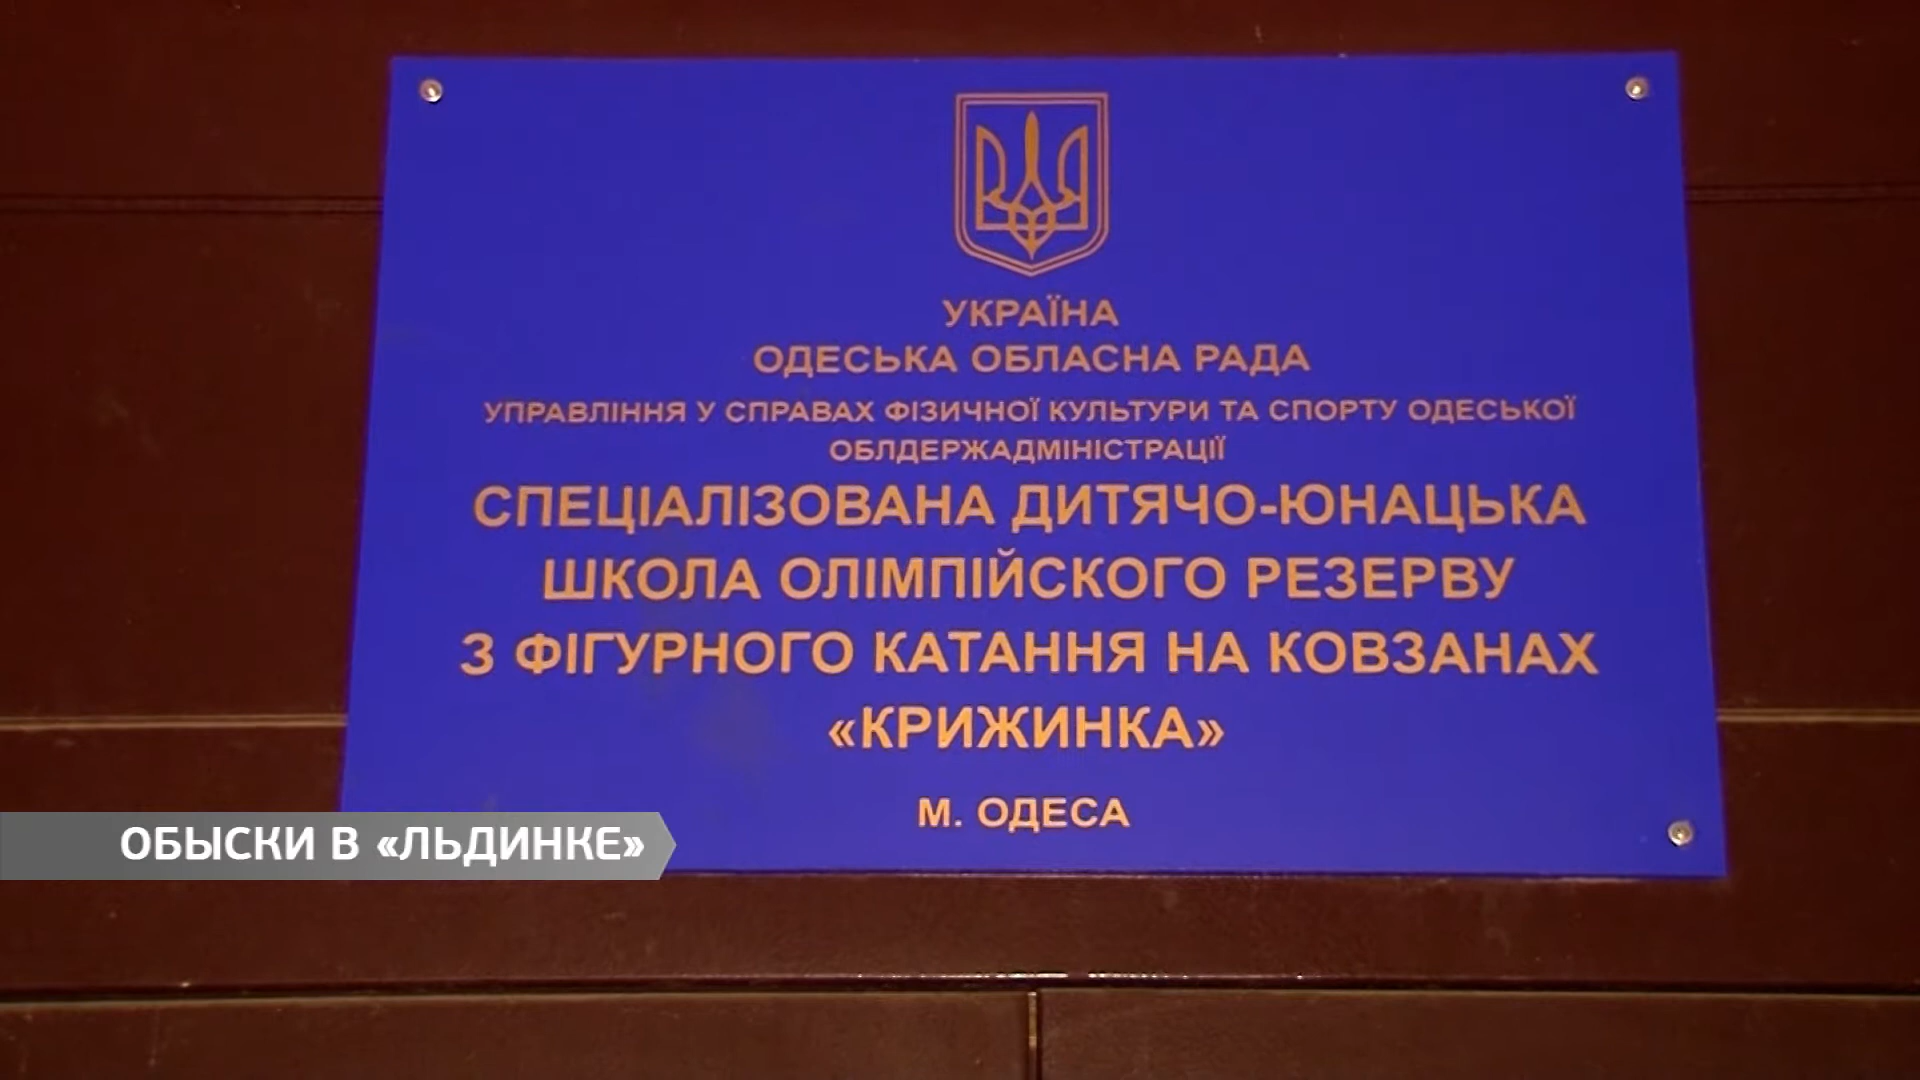 УКРАЇНА
ОДЕСЬКА ОБЛАСНА РАДА
УПРАВЛІННЯ У СПРАВАХ ФІЗИЧНОЇ КУЛЬТУРИ ТА СПОРТУ ОДЕСЬКОЇ
ОБЛДЕРЖАДМІНІСТРАЦІЇ
СПЕЦІАЛІЗОВАНА ДИТЯЧО-ЮНАЦЬКА
ШКОЛА ОЛІМПІЙСКОГО РЕЗЕРВУ
З ФІГУРНОГО КАТАННЯ НА КОВЗАНАХ
«КРИЖИНКА»
М. ОДЕСА
ОБЫСКИ В «ЛЬДИНКЕ»